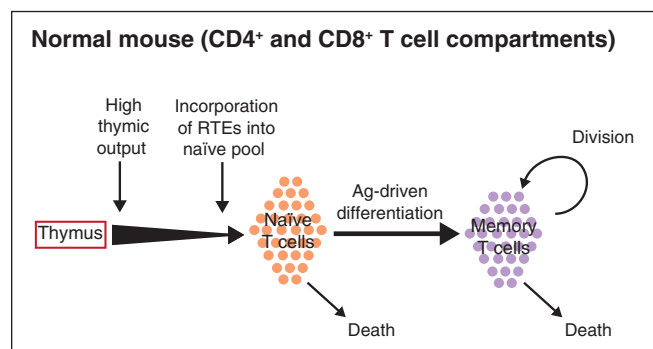 Normal mouse (CD4⁺ and CD8⁺ T cell compartments)
High
thymic
output
Incorporation
of RTEs into
naïve pool
Division
Ag-driven
differentiation
Thymus
Naïve
T cells
Memory
T cells
Death
Death